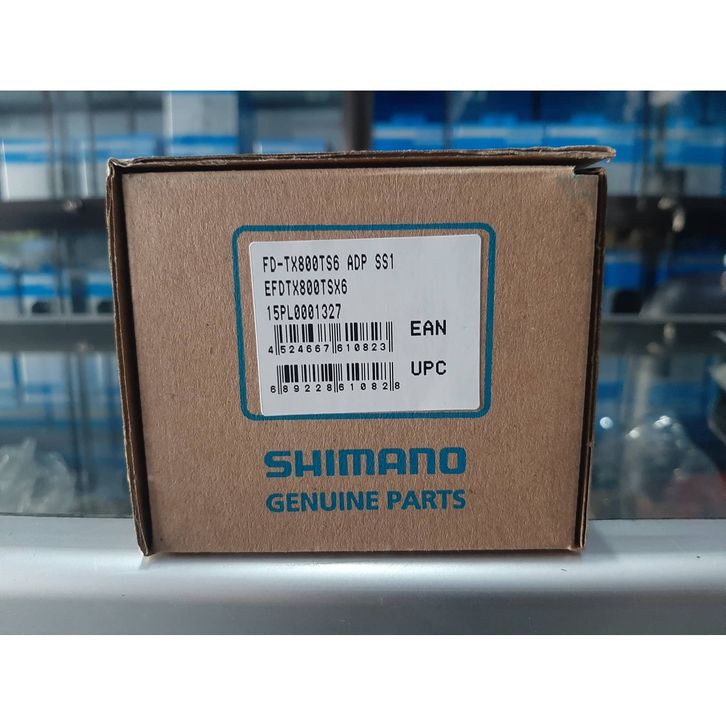 FD-TX800TS6 ADP SS1
EFDTX800TSX6
15PL0001327
4 524667 610823
EAN
6 89228 61082 8
UPC
SHIMANO
GENUINE PARTS